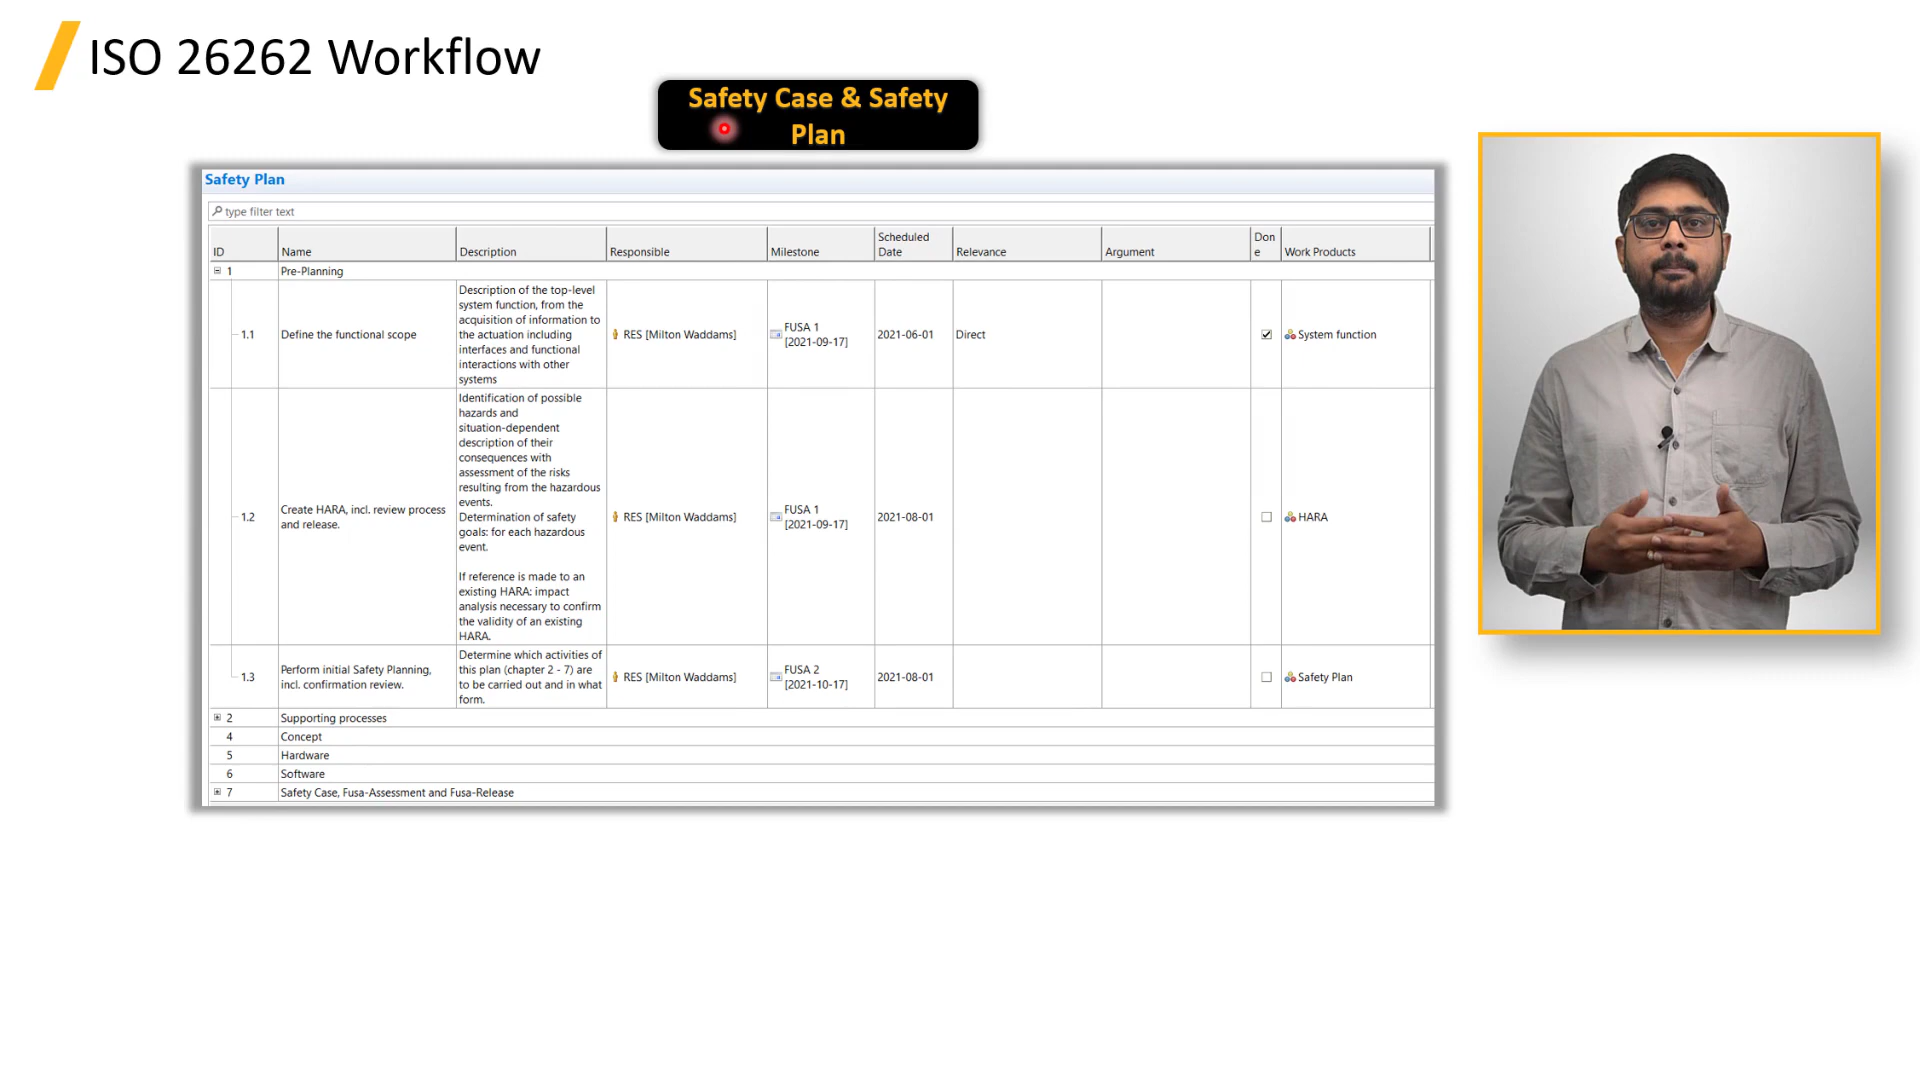 ISO 26262 Workflow
Safety Case & Safety
Plan
Safety Plan
type filter text
ID Name Description Responsible Milestone Scheduled Date Relevance Argument Done Work Products
1 Pre-Planning
1.1 Define the functional scope
Description of the top-level
system function, from the
acquisition of information to
the actuation including
interfaces and functional
interactions with other
systems
RES [Milton Waddams]
FUSA 1
[2021-09-17]
2021-06-01
Direct
System function
1.2 Create HARA, incl. review process
and release.
Identification of possible
hazards and
situation-dependent
description of their
consequences with
assessment of the risks
resulting from the hazardous
events.
Determination of safety
goals: for each hazardous
event.
If reference is made to an
existing HARA: impact
analysis necessary to confirm
the validity of an existing
HARA.
RES [Milton Waddams]
FUSA 1
[2021-09-17]
2021-08-01
HARA
1.3 Perform initial Safety Planning,
incl. confirmation review.
Determine which activities of
this plan (chapter 2 - 7) are
to be carried out and in what
form.
RES [Milton Waddams]
FUSA 2
[2021-10-17]
2021-08-01
Safety Plan
2 Supporting processes
4 Concept
5 Hardware
6 Software
7 Safety Case, Fusa-Assessment and Fusa-Release